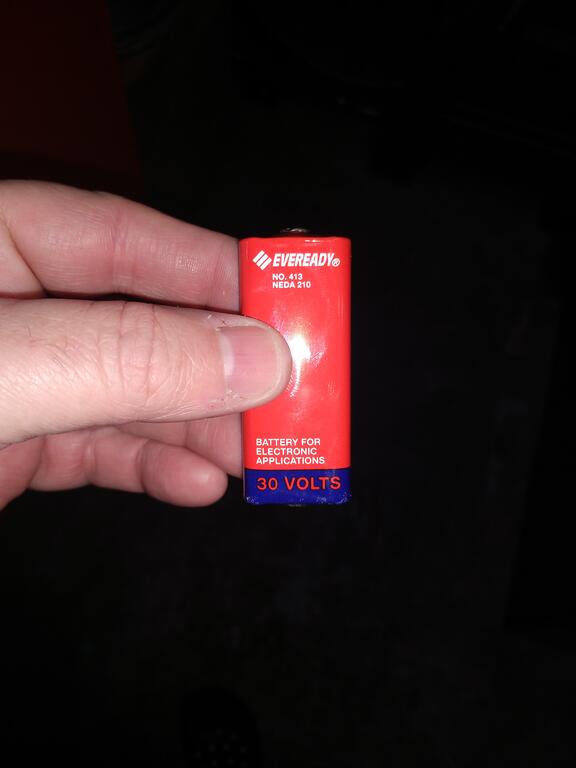 EVEREADY®
NO. 413
NEDA 210
BATTERY FOR
ELECTRONIC
APPLICATIONS
30 VOLTS